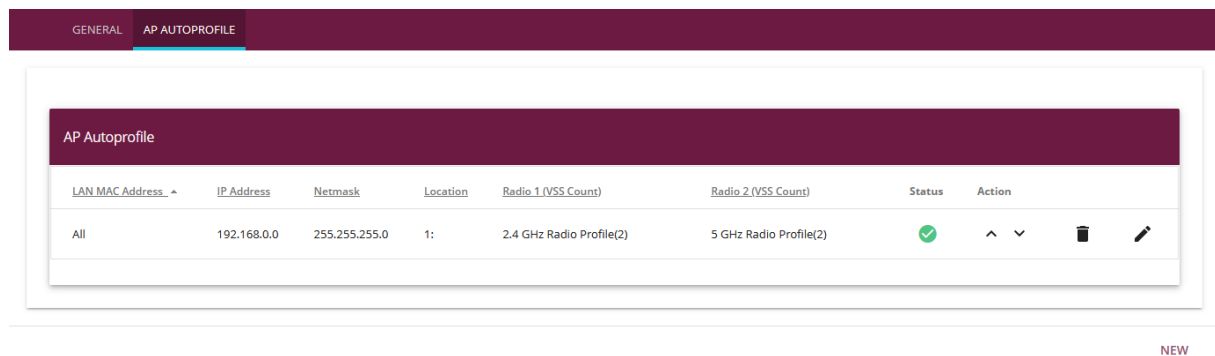 GENERAL AP AUTOPROFILE
AP Autoprofile
LAN MAC Address IP Address Netmask Location Radio 1 (VSS Count) Radio 2 (VSS Count) Status Action
All 192.168.0.0 255.255.255.0 1: 2.4 GHz Radio Profile(2) 5 GHz Radio Profile(2)
NEW